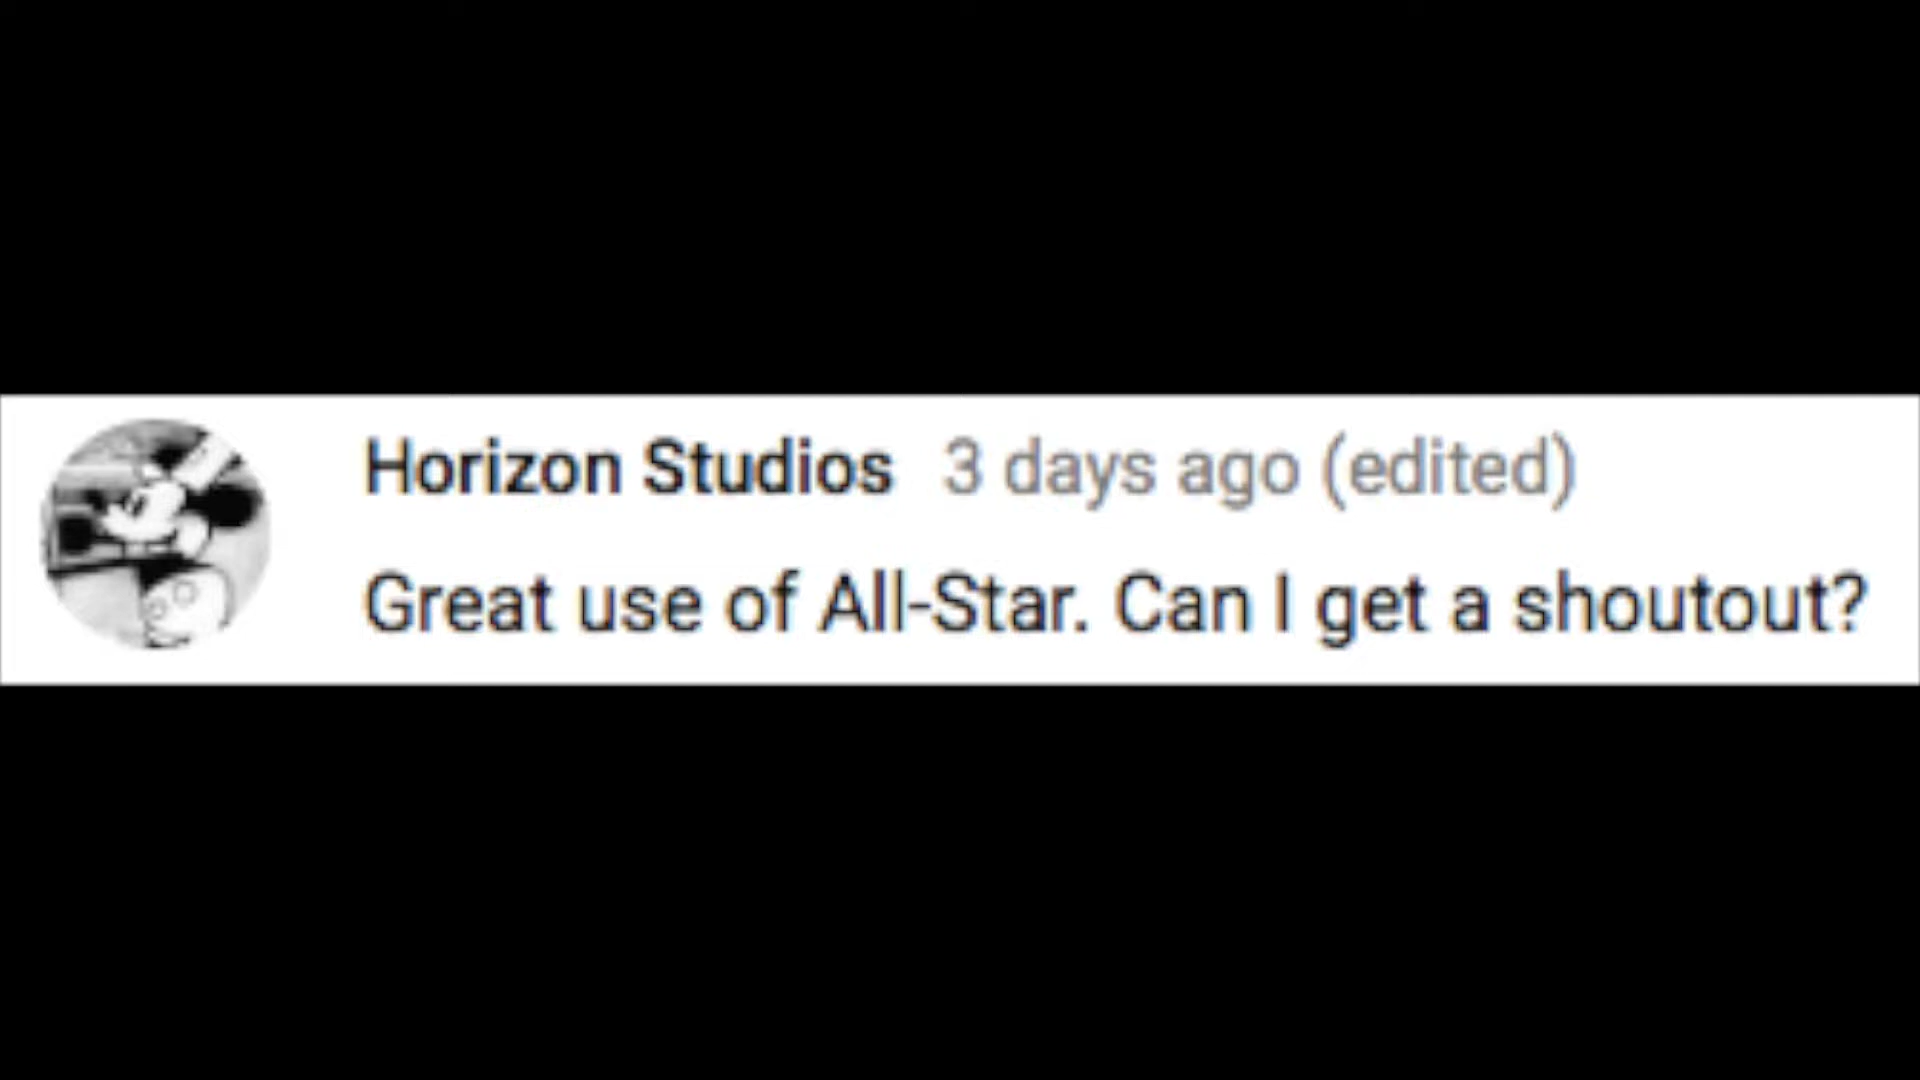 Horizon Studios 3 days ago (edited)
Great use of All-Star. Can I get a shoutout?